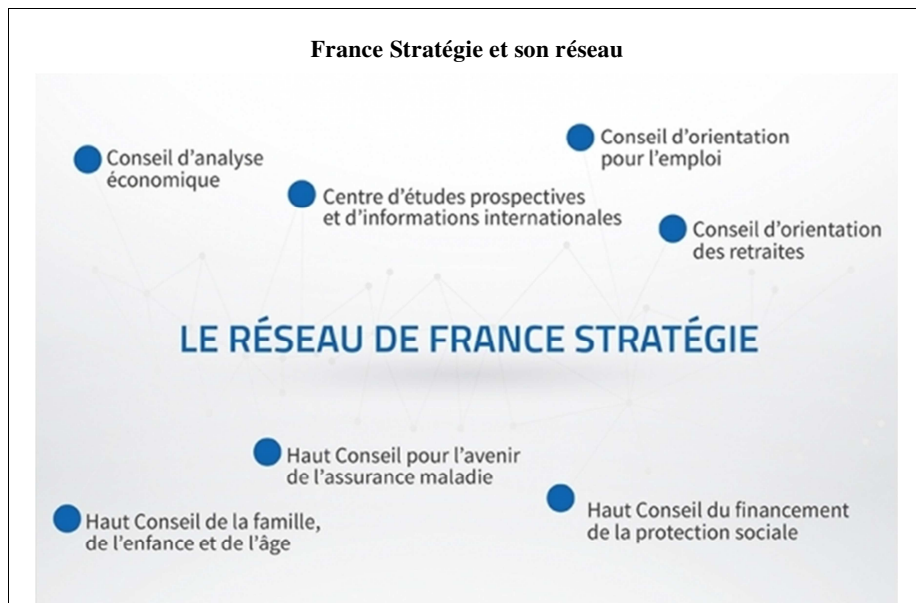 France Stratégie et son réseau
Conseil d'analyse
économique
Centre d'études prospectives
et d'informations internationales
Conseil d'orientation
pour l'emploi
Conseil d'orientation
des retraites
LE RÉSEAU DE FRANCE STRATÉGIE
Haut Conseil pour l'avenir
de l'assurance maladie
Haut Conseil de la famille,
de l'enfance et de l'âge
Haut Conseil du financement
de la protection sociale